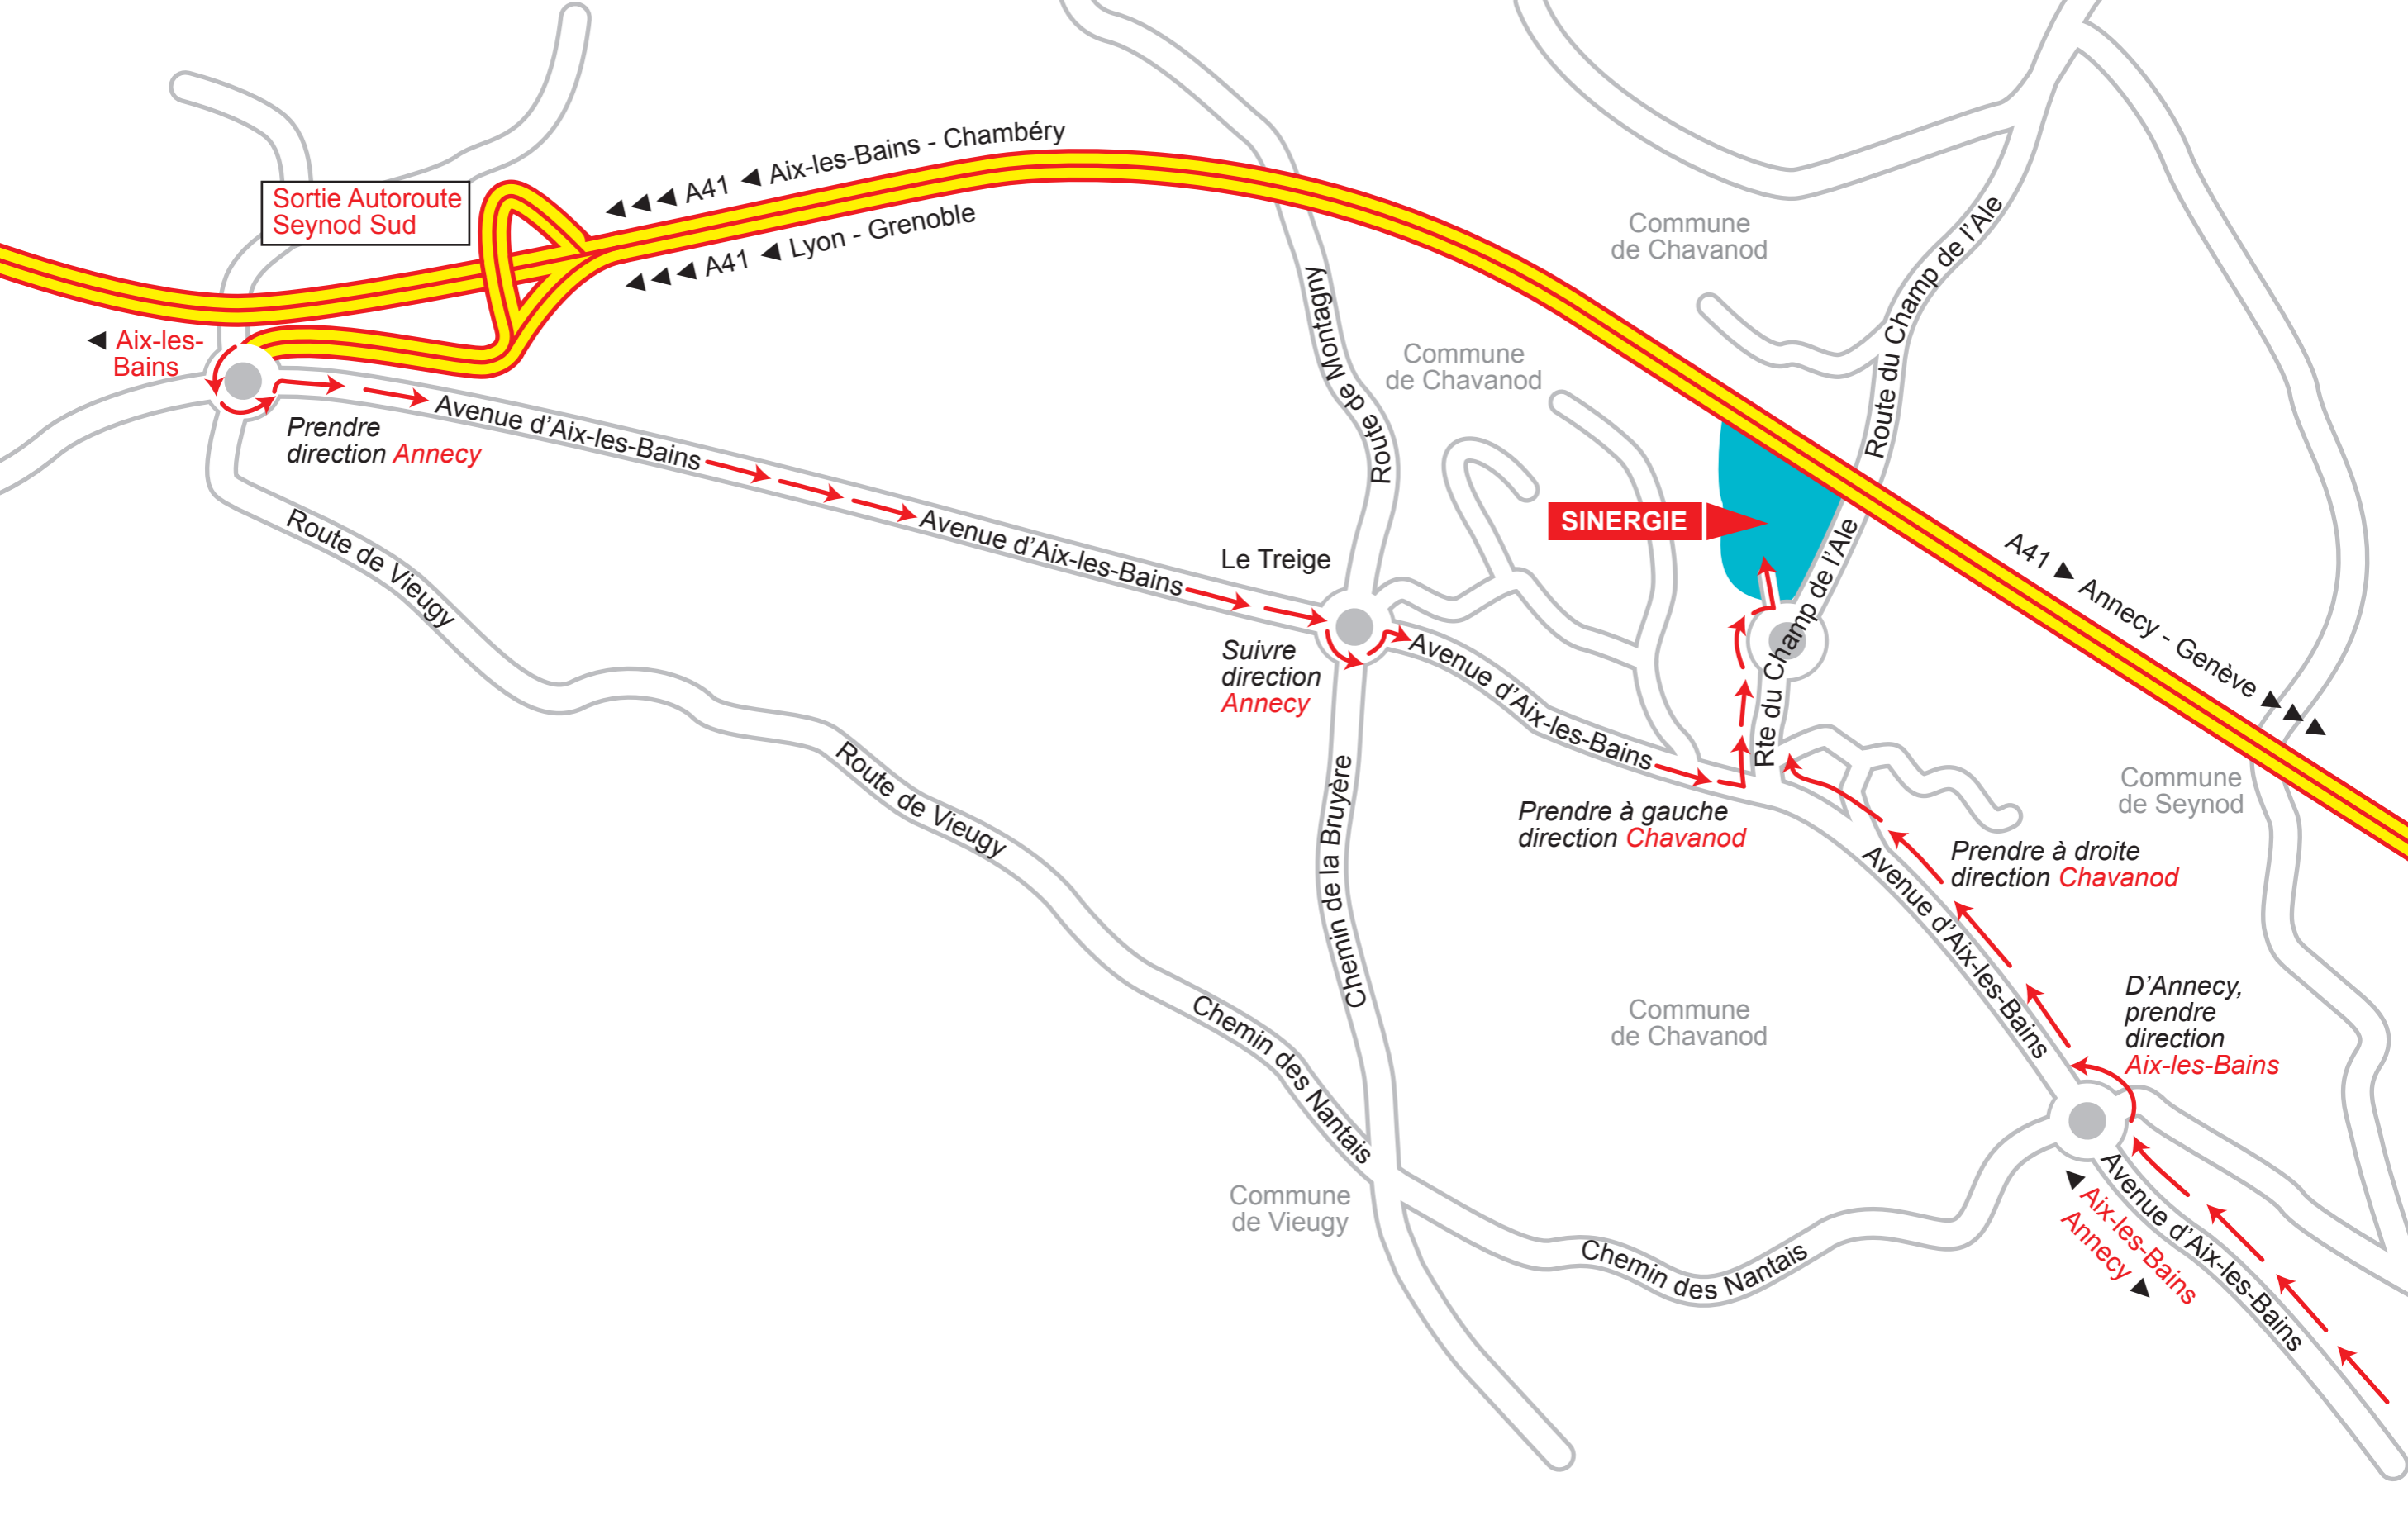 A41 ◄ Aix-les-Bains - Chambéry
A41 ◄ Lyon - Grenoble
Sortie Autoroute
Seynod Sud
◄ Aix-les-
Bains
Prendre
direction Annecy
Avenue d'Aix-les-Bains
Avenue d'Aix-les-Bains
Route de Vieugy
Route de Vieugy
Route de Montagny
Commune
de Chavanod
Commune
de Chavanod
Route du Champ de l'Ale
Route du Champ de l'Ale
SINERGIE
Le Treige
Suivre
direction
Annecy
Avenue d'Aix-les-Bains
Rte du Champ de l'Ale
A41 ► Annecy - Genève
Commune
de Seynod
Prendre à gauche
direction Chavanod
Prendre à droite
direction Chavanod
Avenue d'Aix-les-Bains
Chemin de la Bruyère
Commune
de Chavanod
D'Annecy,
prendre
direction
Aix-les-Bains
Chemin des Nantais
Commune
de Vieugy
Chemin des Nantais
◄ Aix-les-Bains
Annecy ►
Avenue d'Aix-les-Bains